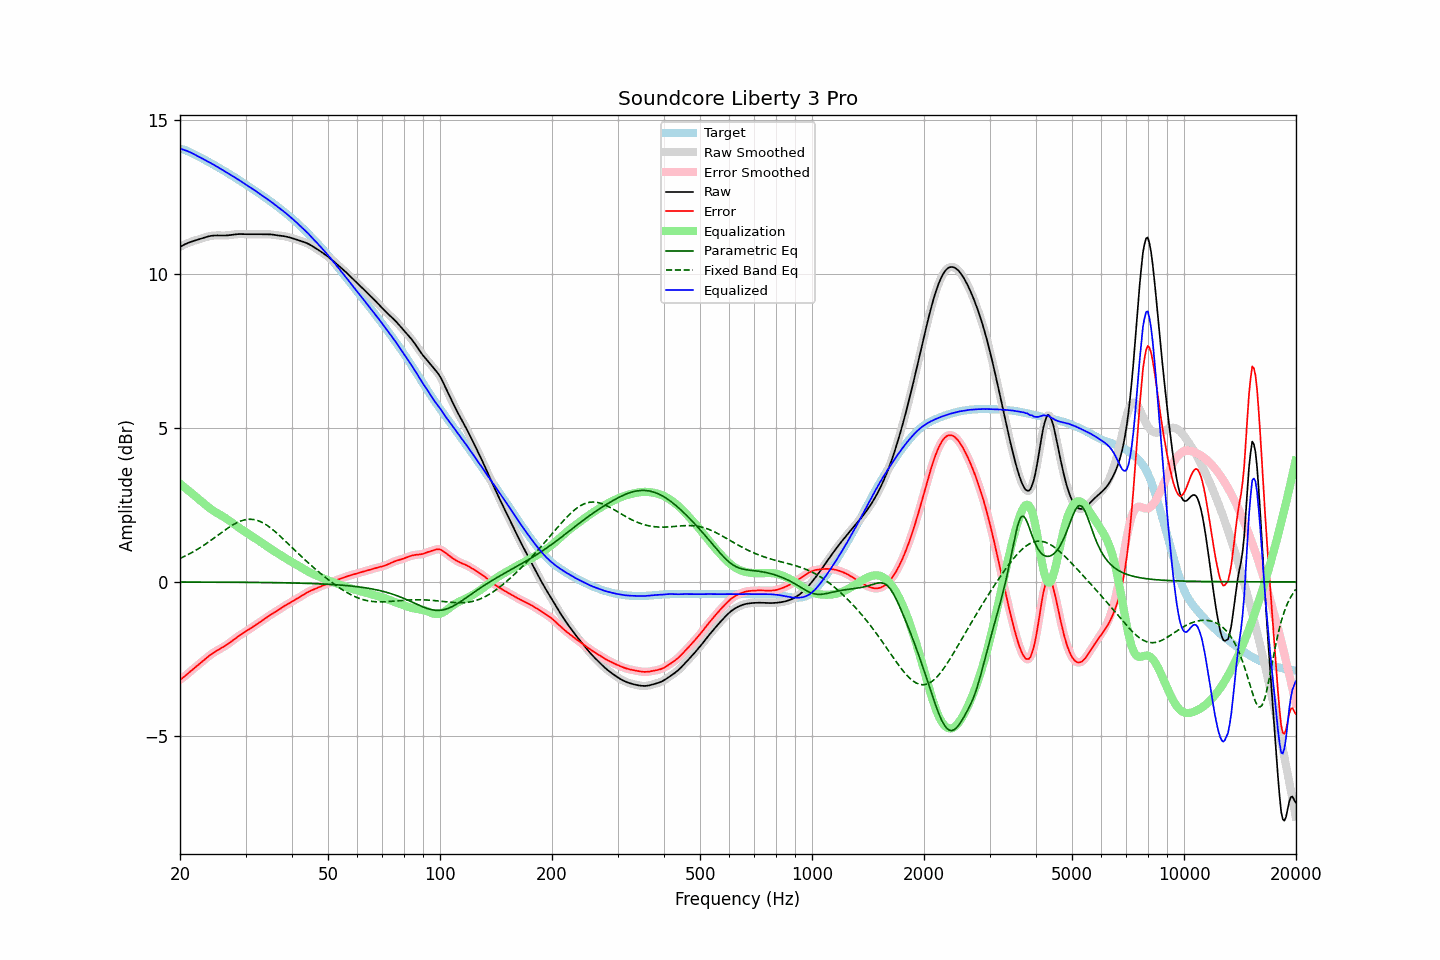 Soundcore Liberty 3 Pro
15
10
5
0
−5
Amplitude (dBr)
Target
Raw Smoothed
Error Smoothed
Raw
Error
Equalization
Parametric Eq
Fixed Band Eq
Equalized
20
50
100
200
500
1000
2000
5000
10000
20000
Frequency (Hz)